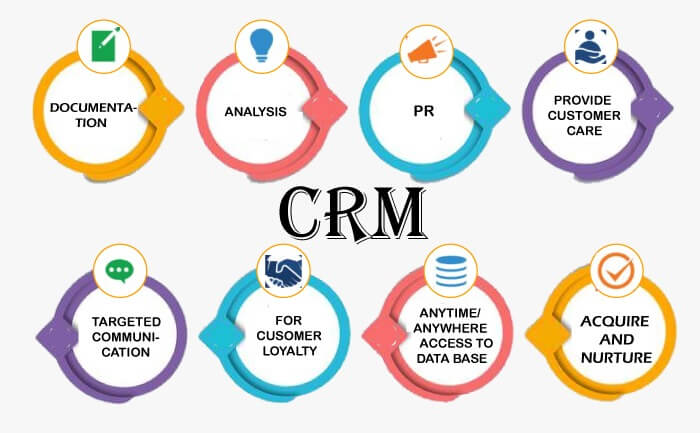 DOCUMENTA-
TION
ANALYSIS
PR
PROVIDE
CUSTOMER
CARE
CRM
TARGETED
COMMUNI-
CATION
FOR
CUSOMER
LOYALTY
ANYTIME/
ANYWHERE
ACCESS TO
DATA BASE
ACQUIRE
AND
NURTURE